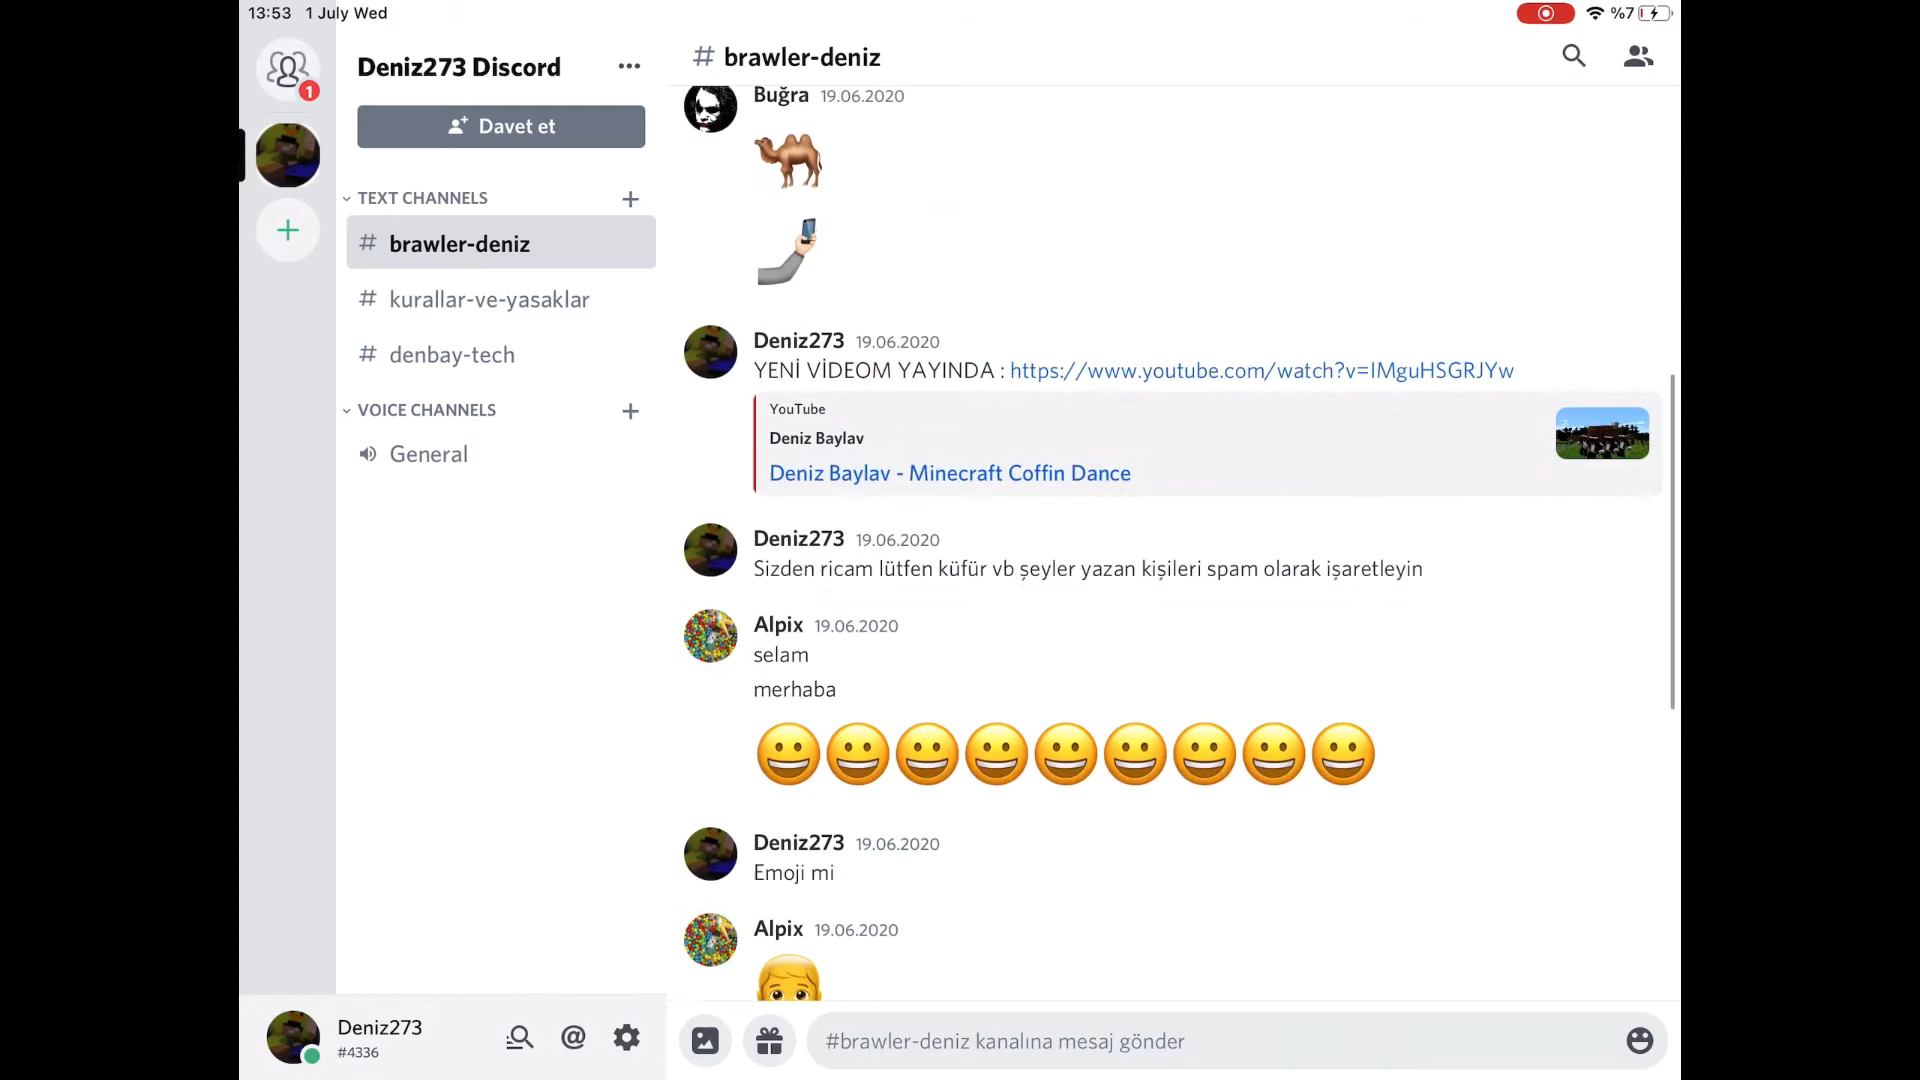 13:53 1 July Wed
%7
1
Deniz273 Discord
Davet et
TEXT CHANNELS
# brawler-deniz
# kurallar-ve-yasaklar
# denbay-tech
VOICE CHANNELS
General
Deniz273
#4336
# brawler-deniz
Buğra 19.06.2020
Deniz273 19.06.2020
YENİ VİDEOM YAYINDA : https://www.youtube.com/watch?v=IMguHSGRJYw
YouTube
Deniz Baylav
Deniz Baylav - Minecraft Coffin Dance
Deniz273 19.06.2020
Sizden ricam lütfen küfür vb şeyler yazan kişileri spam olarak işaretleyin
Alpix 19.06.2020
selam
merhaba
Deniz273 19.06.2020
Emoji mi
Alpix 19.06.2020
#brawler-deniz kanalına mesaj gönder